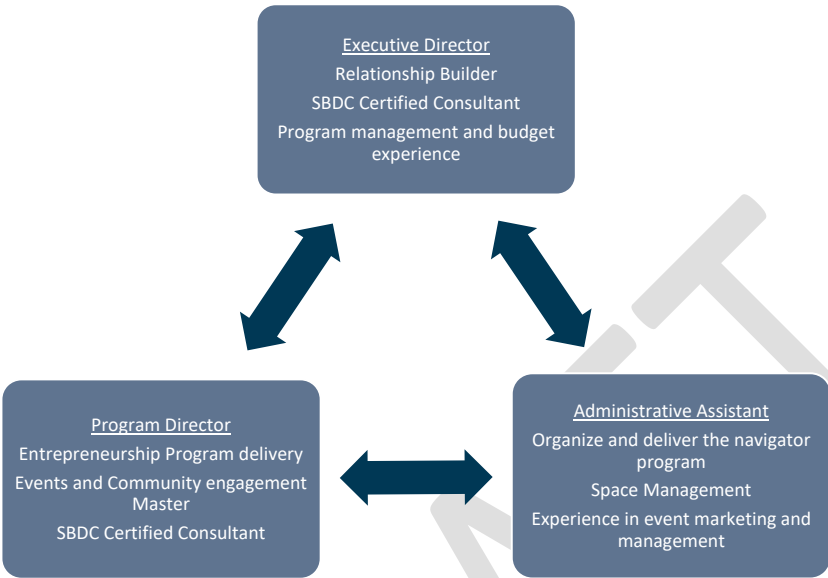 Executive Director
Relationship Builder
SBDC Certified Consultant
Program management and budget
experience
Program Director
Entrepreneurship Program delivery
Events and Community engagement
Master
SBDC Certified Consultant
Administrative Assistant
Organize and deliver the navigator
program
Space Management
Experience in event marketing and
management